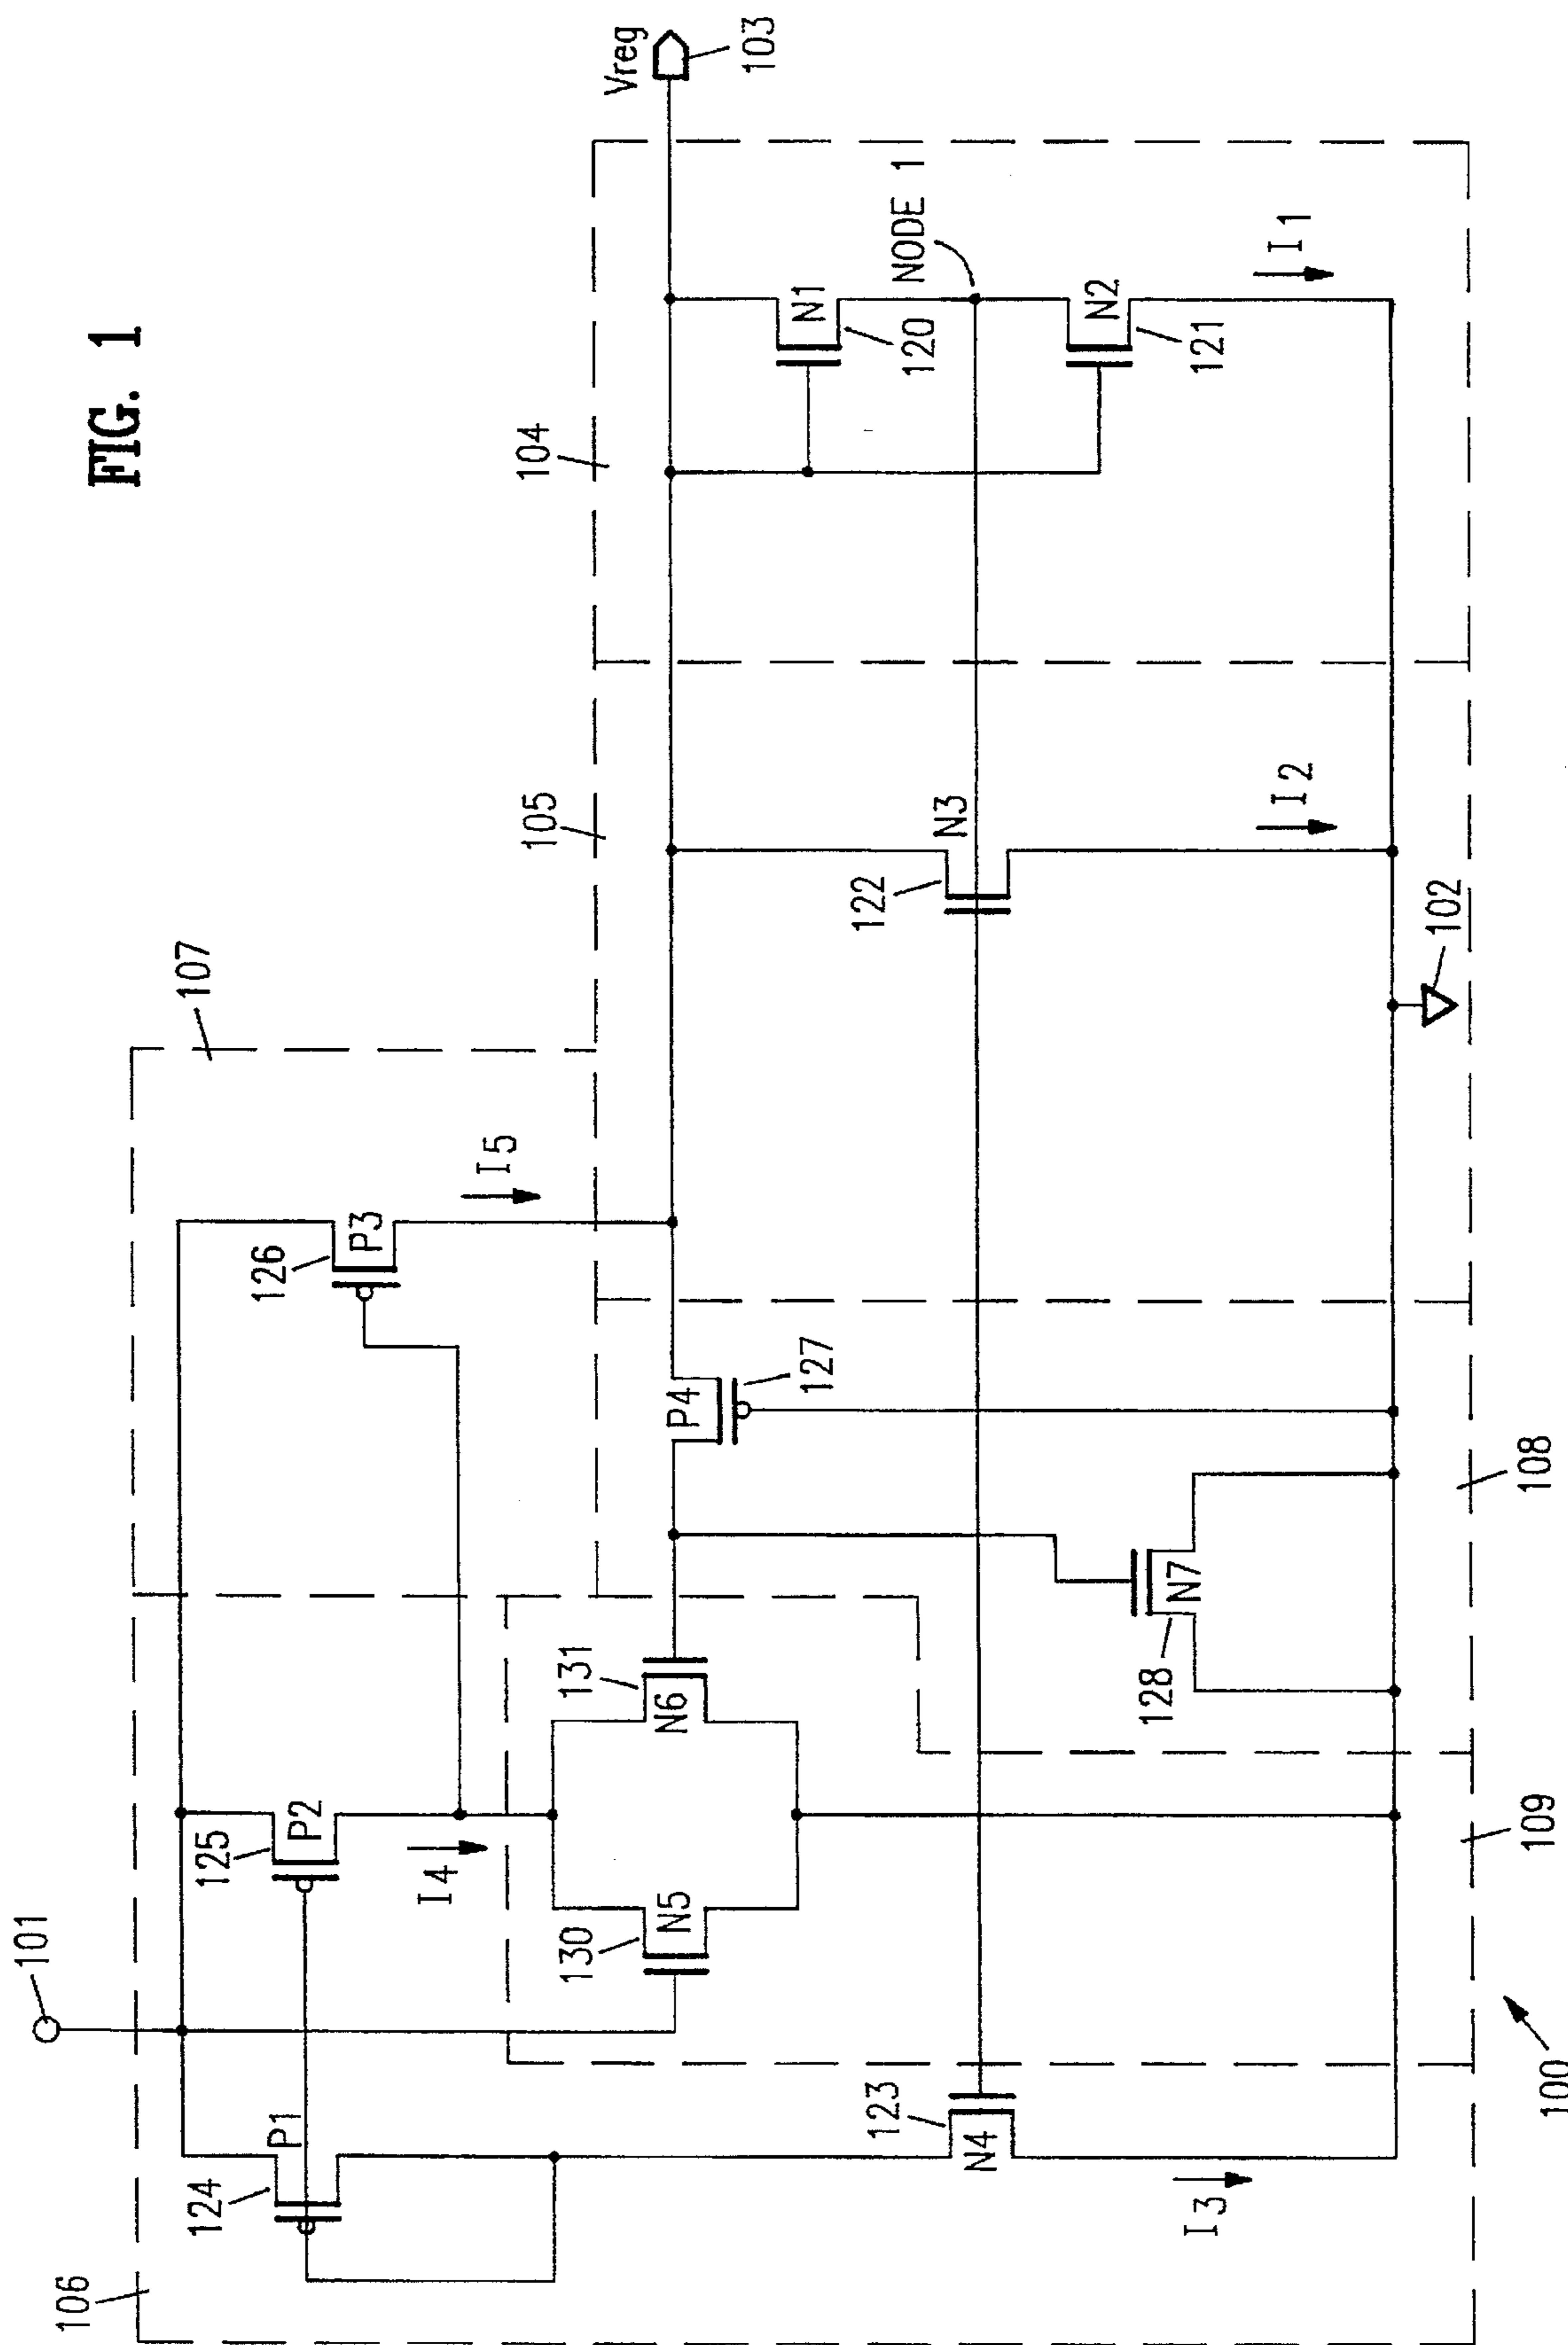 FIG. 1
101
106
124
P1
125
P2
I4
107
126
P3
I5
105
104
Vreg
103
130
N5
N6
131
P4
127
122
N3
NODE 1
N1
120
N2
121
123
N4
I3
128
N7
I2
I1
102
109
108
100